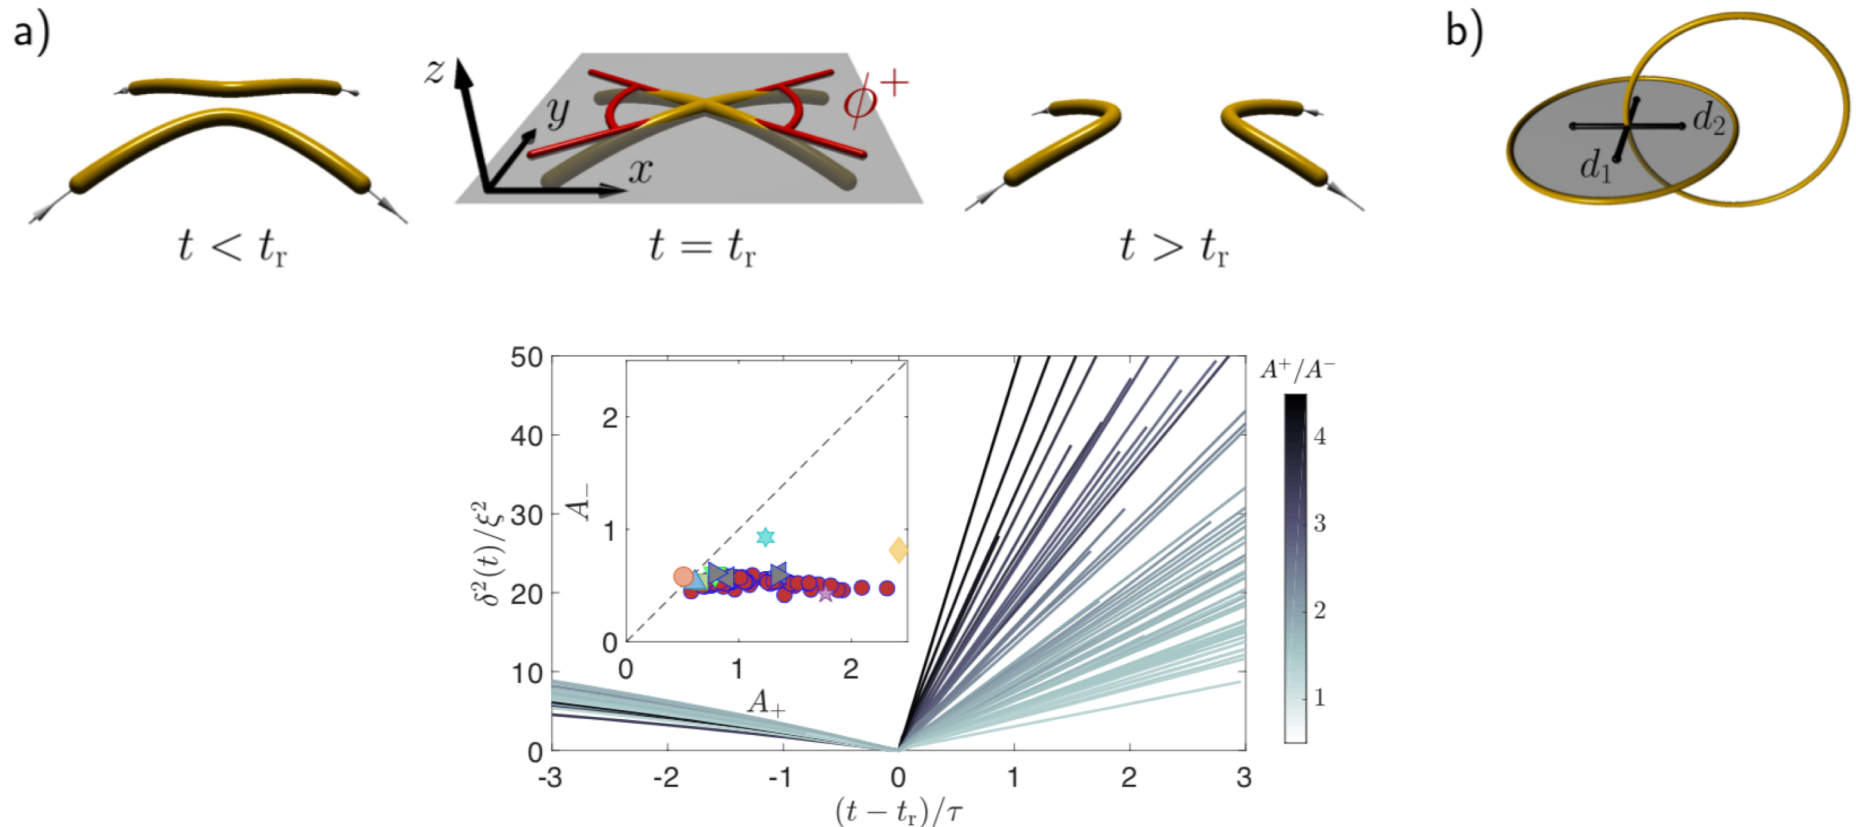 a)
z
y
x
ϕ⁺
b)
d₂
d₁
t < tᵣ
t = tᵣ
t > tᵣ
50
40
30
20
10
0
δ²(t)/ξ²
2
1
0
A₋
0 1 2
A₊
-3 -2 -1 0 1 2 3
(t − tᵣ)/τ
A⁺/A⁻
4
3
2
1